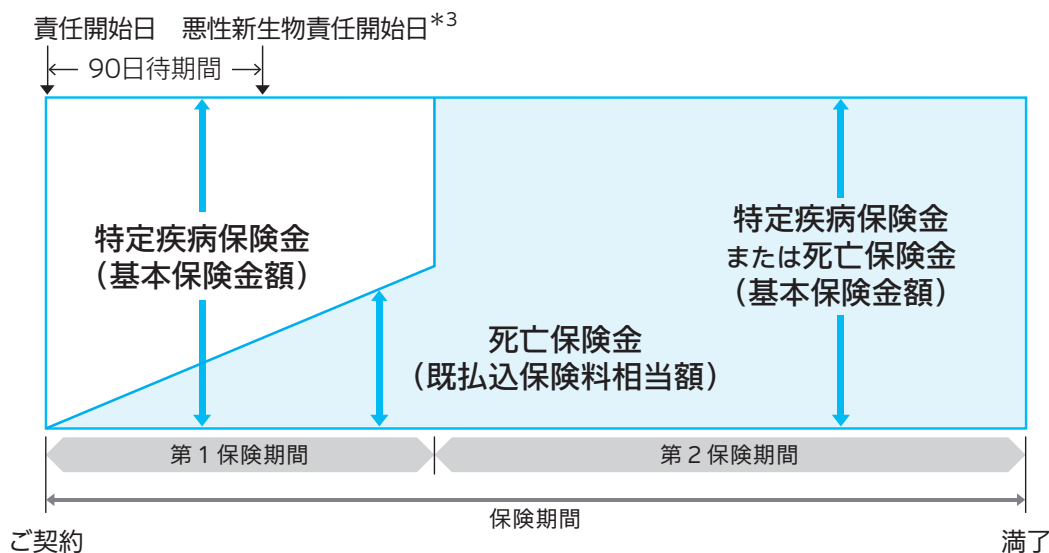 責任開始日 悪性新生物責任開始日*3
90日待期間
特定疾病保険金
(基本保険金額)
特定疾病保険金
または死亡保険金
(基本保険金額)
死亡保険金
(既払込保険料相当額)
第1保険期間 第2保険期間
保険期間
ご契約 満了